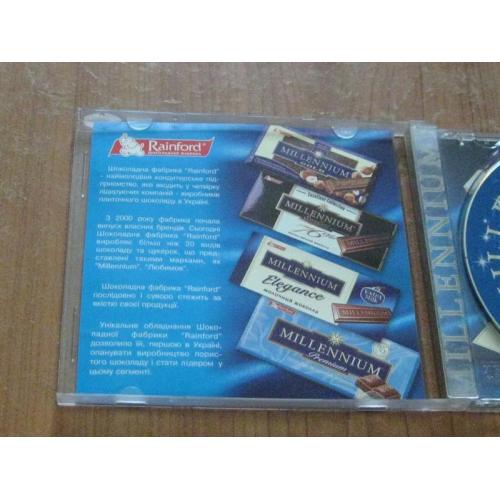 Rainford®
Шоколадна фабрика "Rainford"
- наймолодше кондитерське під-
приємство, яке входить у четвірку
лідируючих компаній - виробників
плиточного шоколаду в Україні.
З 2000 року фабрика почала
випуск власних брендів. Сьогодні
Шоколадна фабрика "Rainford"
виробляє більш ніж 20 видів
шоколаду та цукерок, що пред-
ставлені такими марками, як
"Millennium", "Любимов".
Шоколадна фабрика "Rainford"
послідовно і суворо стежить за
якістю своєї продукції.
Унікальне обладнання Шоко-
ладної фабрики "Rainford"
дозволило їй, першою в Україні,
опанувати виробництво порис-
того шоколаду і стати лідером у
цьому сегменті.
MILLENNIUM
GOLD
MILLENNIUM
76%
MILLENNIUM
Elegance
МОЛОЧНИЙ ШОКОЛАД
MILLENNIUM
Premium